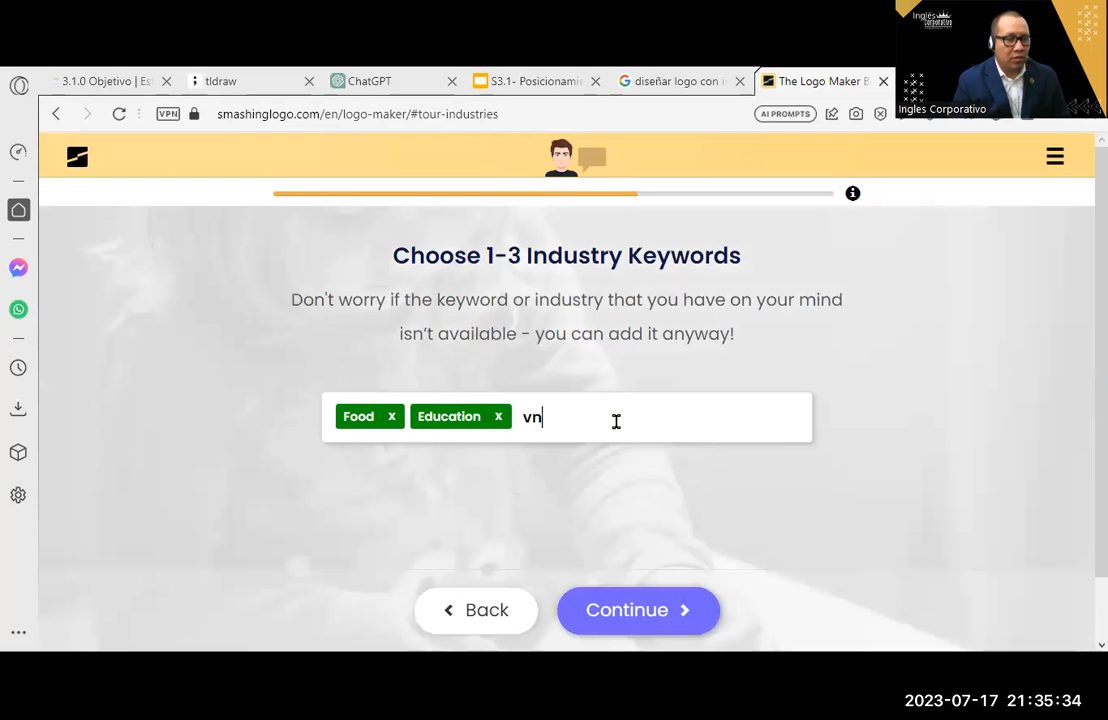 Inglés
Corporativo
Ingles Corporativo
3.1.0 Objetivo | Es
tldraw
ChatGPT
S3.1- Posicionamie
diseñar logo con i
The Logo Maker B
VPN
smashinglogo.com/en/logo-maker/#tour-industries
AI PROMPTS
Choose 1-3 Industry Keywords
Don't worry if the keyword or industry that you have on your mind
isn't available - you can add it anyway!
Food x Education x vn
Back
Continue
2023-07-17 21:35:34